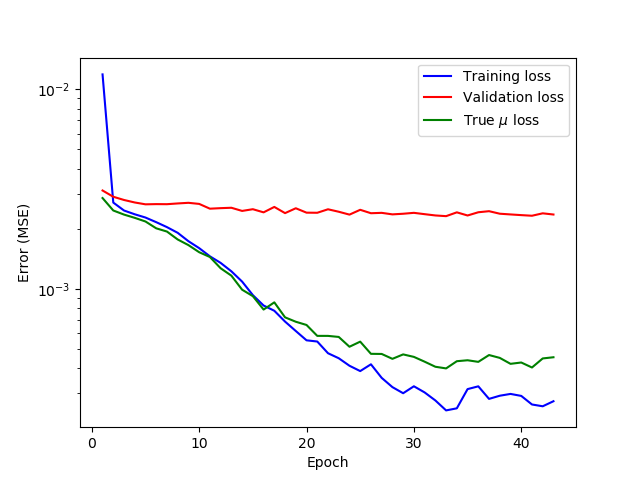 Training loss
Validation loss
True μ loss
10⁻²
10⁻³
Error (MSE)
0 10 20 30 40
Epoch